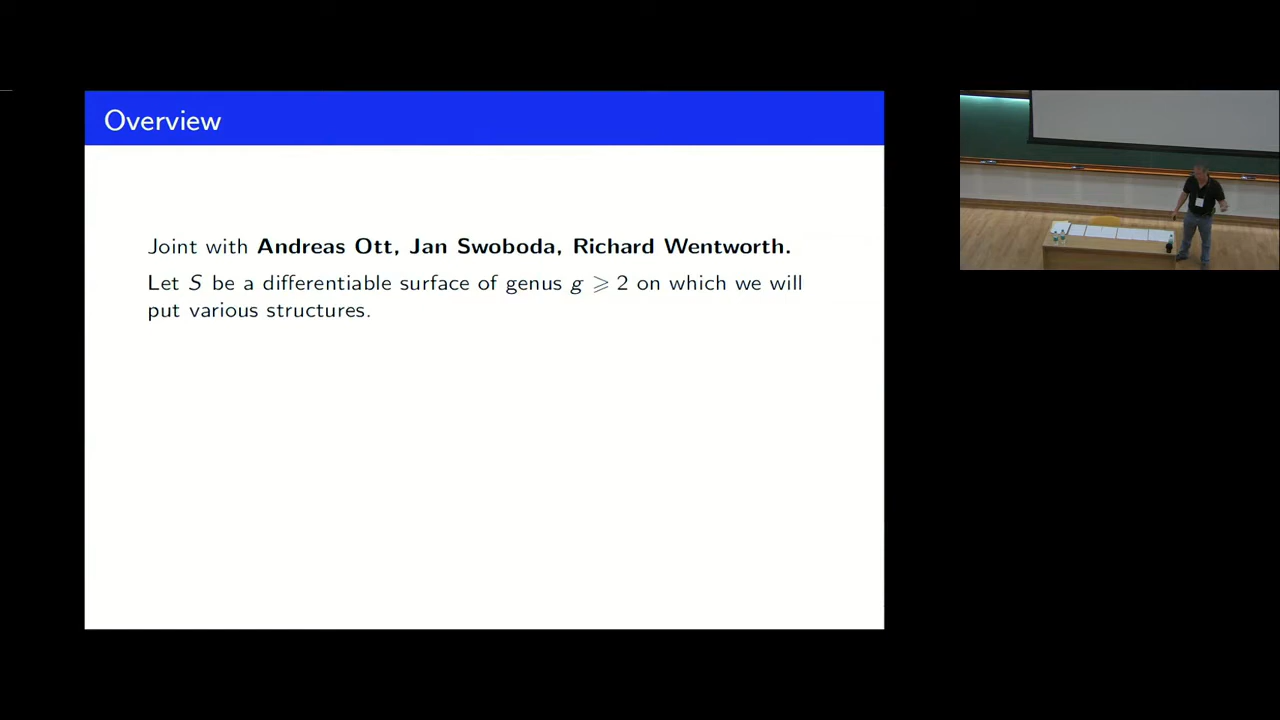 Overview
Joint with Andreas Ott, Jan Swoboda, Richard Wentworth.
Let S be a differentiable surface of genus g ⩾ 2 on which we will
put various structures.